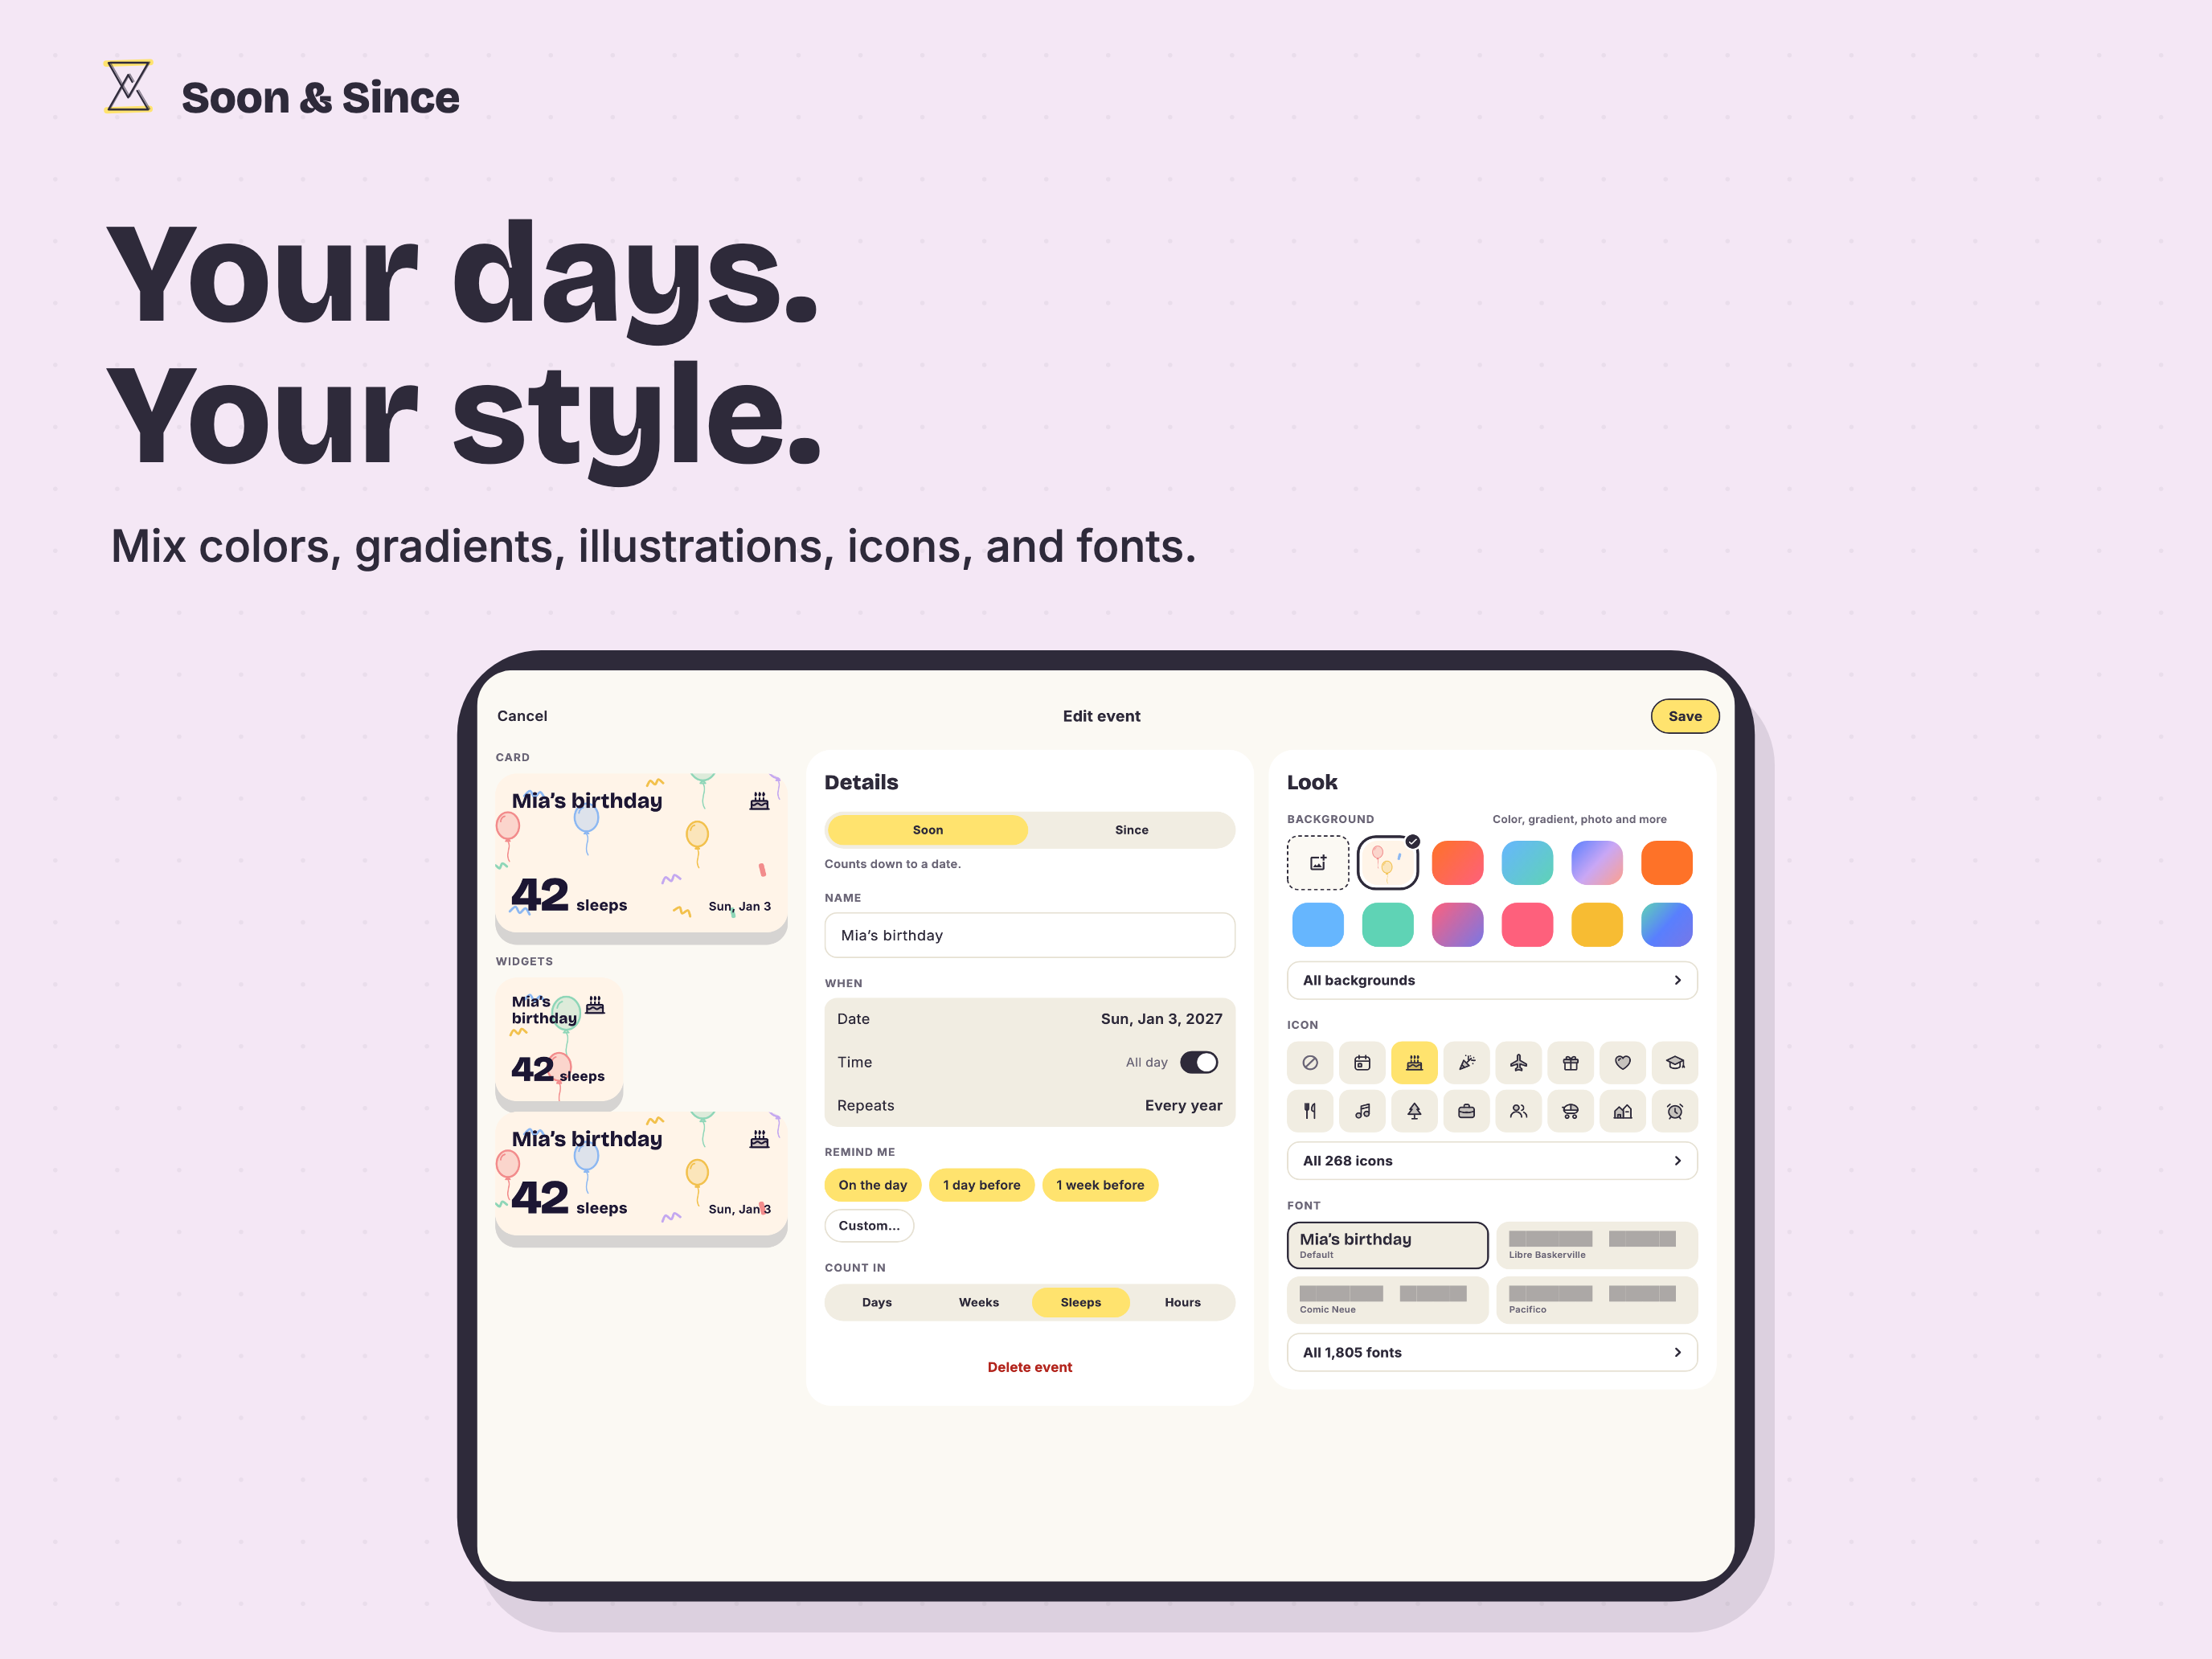 Soon & Since
Your days.
Your style.
Mix colors, gradients, illustrations, icons, and fonts.
Cancel
Edit event
Save
CARD
Mia's birthday
42 sleeps
Sun, Jan 3
WIDGETS
Mia's
birthday
42 sleeps
Mia's birthday
42 sleeps
Sun, Jan 3
Details
Soon
Since
Counts down to a date.
NAME
Mia's birthday
WHEN
Date
Sun, Jan 3, 2027
Time
All day
Repeats
Every year
REMIND ME
On the day
1 day before
1 week before
Custom...
COUNT IN
Days
Weeks
Sleeps
Hours
Delete event
Look
BACKGROUND
Color, gradient, photo and more
All backgrounds
ICON
All 268 icons
FONT
Mia's birthday
Default
Libre Baskerville
Comic Neue
Pacifico
All 1,805 fonts